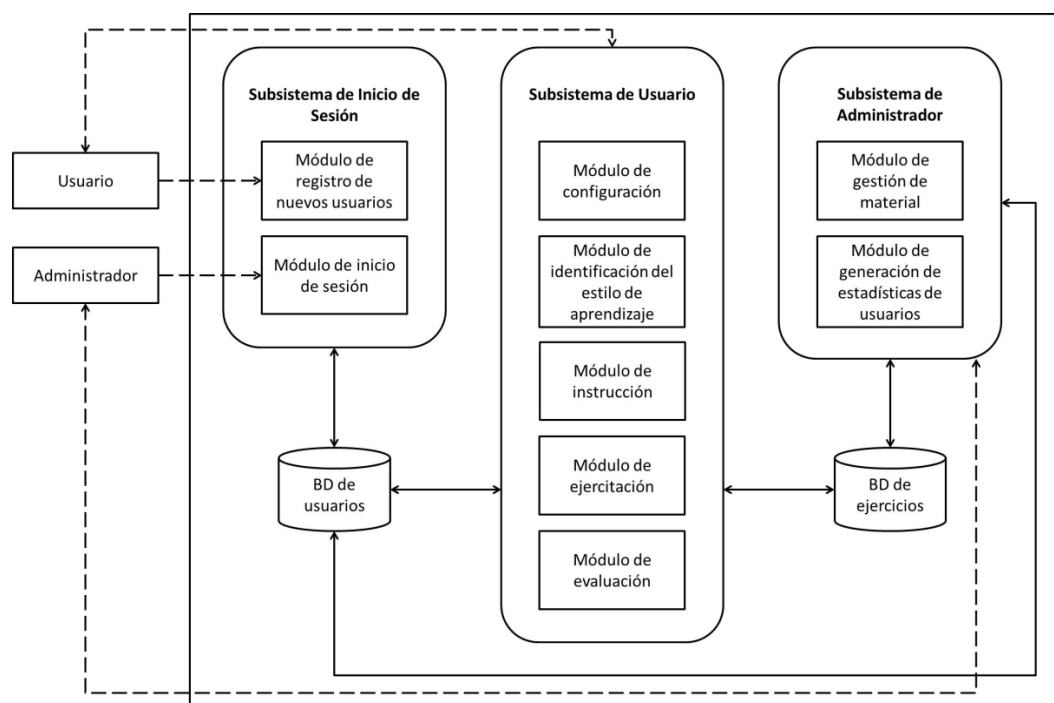 Usuario
Administrador
Subsistema de Inicio de
Sesión
Módulo de
registro de
nuevos usuarios
Módulo de inicio
de sesión
BD de
usuarios
Subsistema de Usuario
Módulo de
configuración
Módulo de
identificación del
estilo de
aprendizaje
Módulo de
instrucción
Módulo de
ejercitación
Módulo de
evaluación
Subsistema de
Administrador
Módulo de
gestión de
material
Módulo de
generación de
estadísticas de
usuarios
BD de
ejercicios